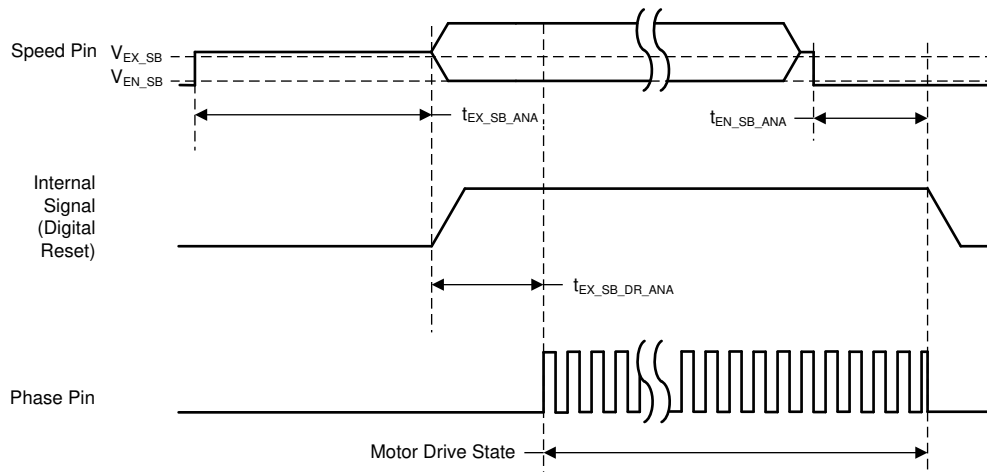 Speed Pin
V_EX_SB
V_EN_SB
t_EX_SB_ANA
t_EN_SB_ANA
Internal
Signal
(Digital
Reset)
t_EX_SB_DR_ANA
Phase Pin
Motor Drive State